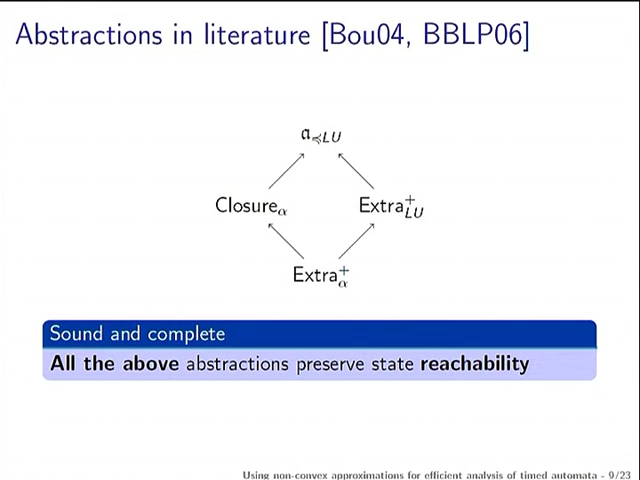 Abstractions in literature [Bou04, BBLP06]
𝔞≼LU
Closureα Extra+LU
Extra+α
Sound and complete
All the above abstractions preserve state reachability
Using non-convex approximations for efficient analysis of timed automata - 9/23